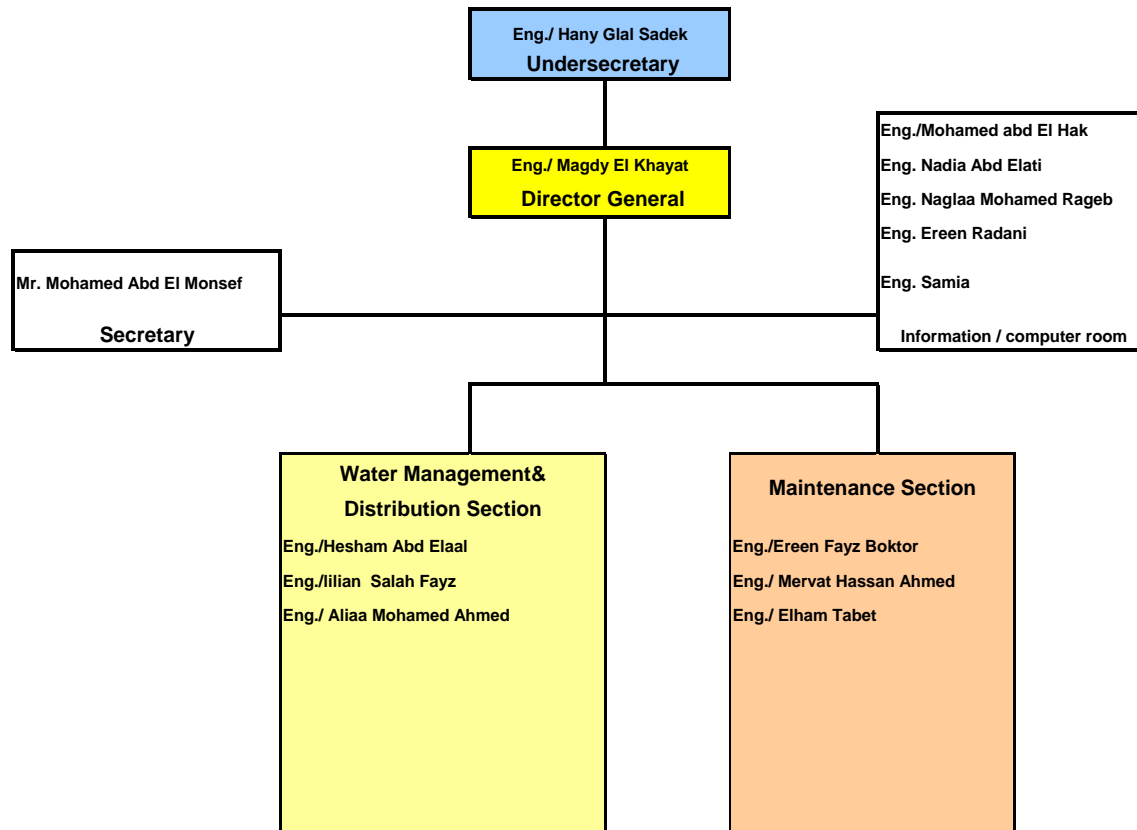 Eng./ Hany Glal Sadek
Undersecretary
Eng./ Magdy El Khayat
Director General
Eng./Mohamed abd El Hak
Eng. Nadia Abd Elati
Eng. Naglaa Mohamed Rageb
Eng. Ereen Radani
Eng. Samia
Information / computer room
Mr. Mohamed Abd El Monsef
Secretary
Water Management&
Distribution Section
Eng./Hesham Abd Elaal
Eng./lilian  Salah Fayz
Eng./ Aliaa Mohamed Ahmed
Maintenance Section
Eng./Ereen Fayz Boktor
Eng./ Mervat Hassan Ahmed
Eng./ Elham Tabet